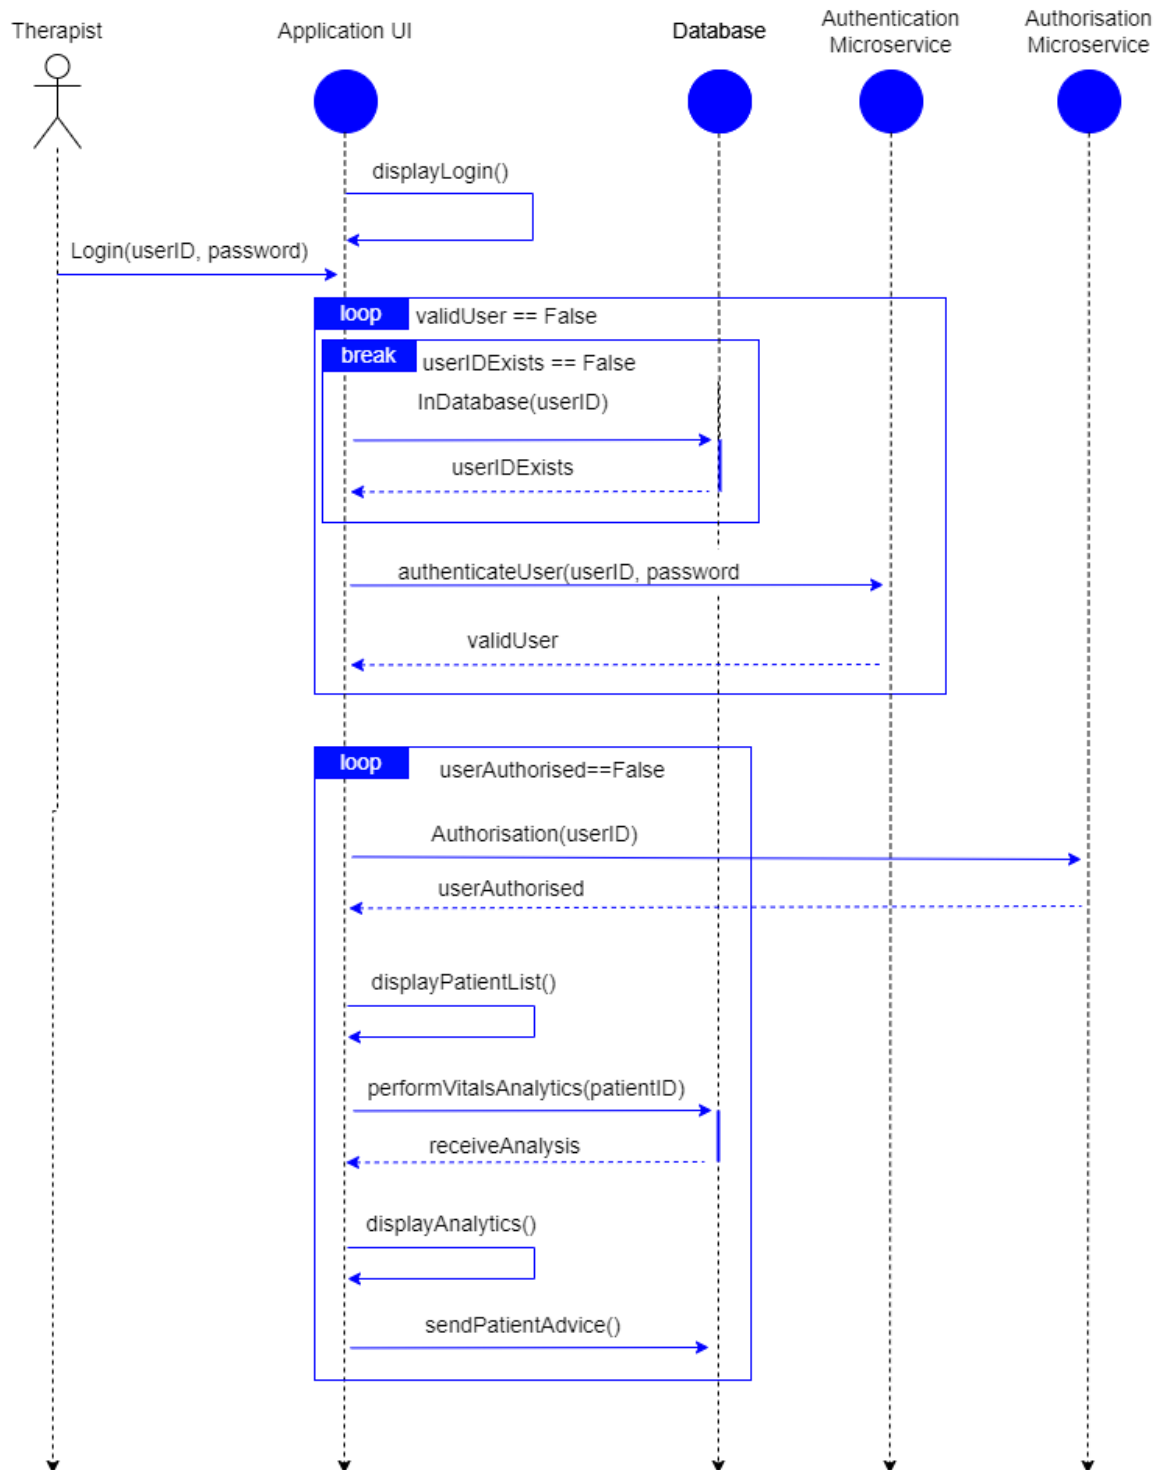 Therapist
Application UI
Database
Authentication
Microservice
Authorisation
Microservice
displayLogin()
Login(userID, password)
loop
validUser == False
break
userIDExists == False
InDatabase(userID)
userIDExists
authenticateUser(userID, password
validUser
loop
userAuthorised==False
Authorisation(userID)
userAuthorised
displayPatientList()
performVitalsAnalytics(patientID)
receiveAnalysis
displayAnalytics()
sendPatientAdvice()